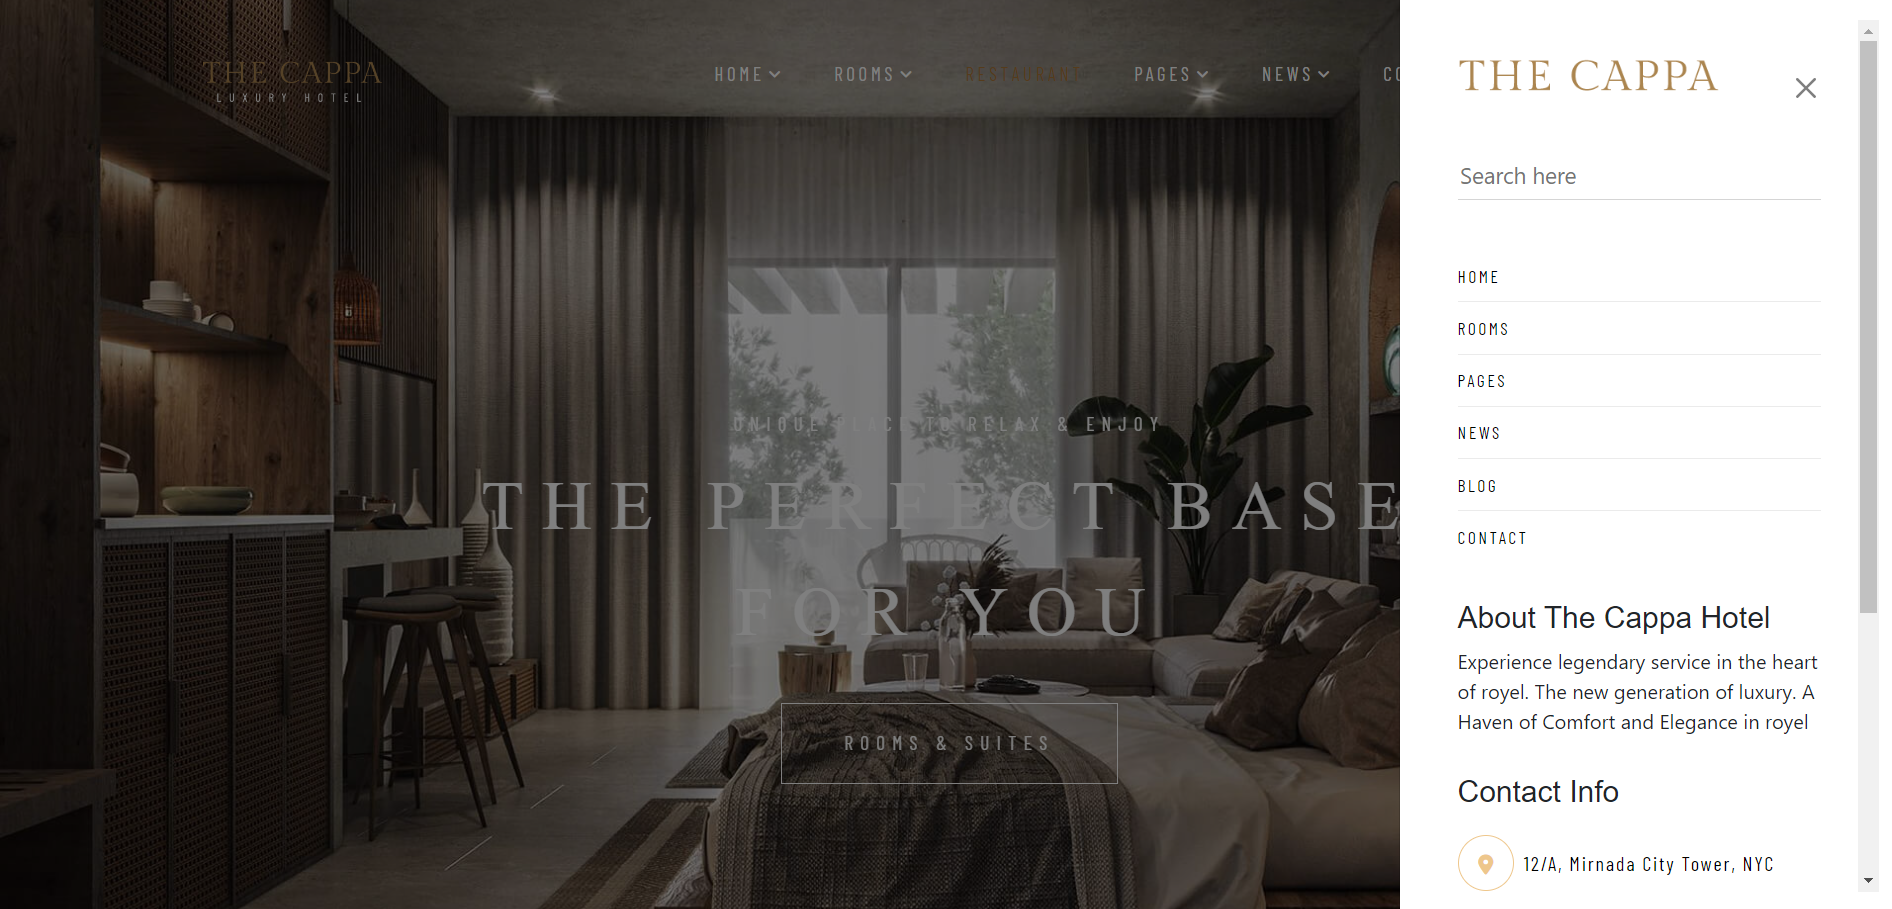 THE CAPPA
LUXURY HOTEL
HOME
ROOMS
RESTAURANT
PAGES
NEWS
CO
UNIQUE PLACE TO RELAX & ENJOY
THE PERFECT BASE
FOR YOU
ROOMS & SUITES
THE CAPPA
Search here
HOME
ROOMS
PAGES
NEWS
BLOG
CONTACT
About The Cappa Hotel
Experience legendary service in the heart
of royel. The new generation of luxury. A
Haven of Comfort and Elegance in royel
Contact Info
12/A, Mirnada City Tower, NYC